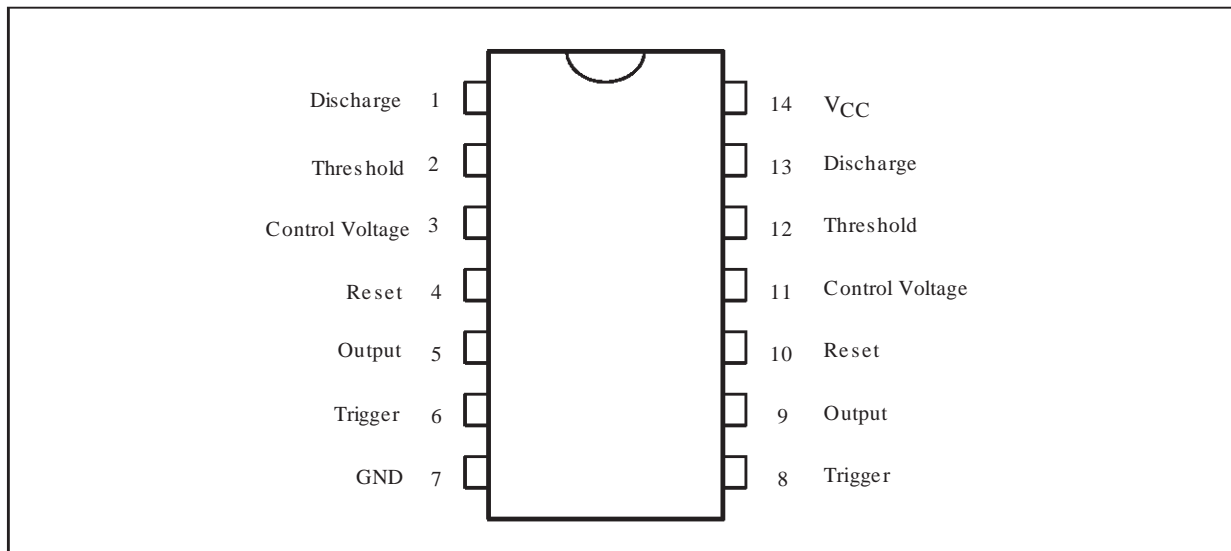 Discharge 1
14 VCC
Threshold 2
13 Discharge
Control Voltage 3
12 Threshold
Reset 4
11 Control Voltage
Output 5
10 Reset
Trigger 6
9 Output
GND 7
8 Trigger